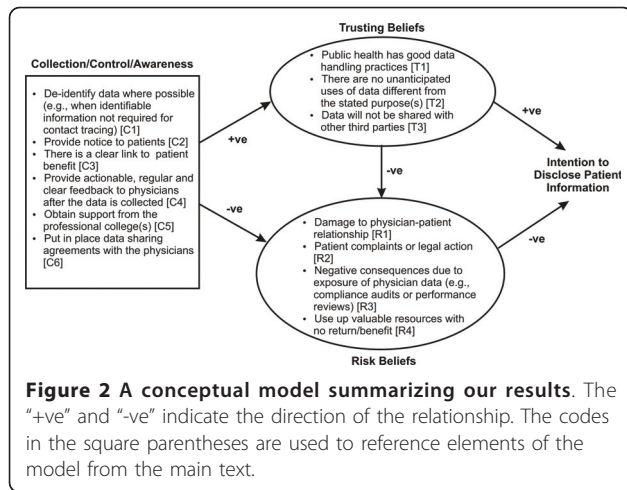 Trusting Beliefs
Collection/Control/Awareness
• Public health has good data
handling practices [T1]
• There are no unanticipated
uses of data different from
the stated purpose(s) [T2]
• Data will not be shared with
other third parties [T3]
• De-identify data where possible
(e.g., when identifiable
information not required for
contact tracing) [C1]
• Provide notice to patients [C2]
• There is a clear link to patient
benefit [C3]
• Provide actionable, regular and
clear feedback to physicians
after the data is collected [C4]
• Obtain support from the
professional college(s) [C5]
• Put in place data sharing
agreements with the physicians
[C6]
+ve
+ve
-ve
-ve
-ve
Intention to
Disclose Patient
Information
• Damage to physician-patient
relationship [R1]
• Patient complaints or legal action
[R2]
• Negative consequences due to
exposure of physician data (e.g.,
compliance audits or performance
reviews) [R3]
• Use up valuable resources with
no return/benefit [R4]
Risk Beliefs
Figure 2 A conceptual model summarizing our results. The
"+ve" and "-ve" indicate the direction of the relationship. The codes
in the square parentheses are used to reference elements of the
model from the main text.